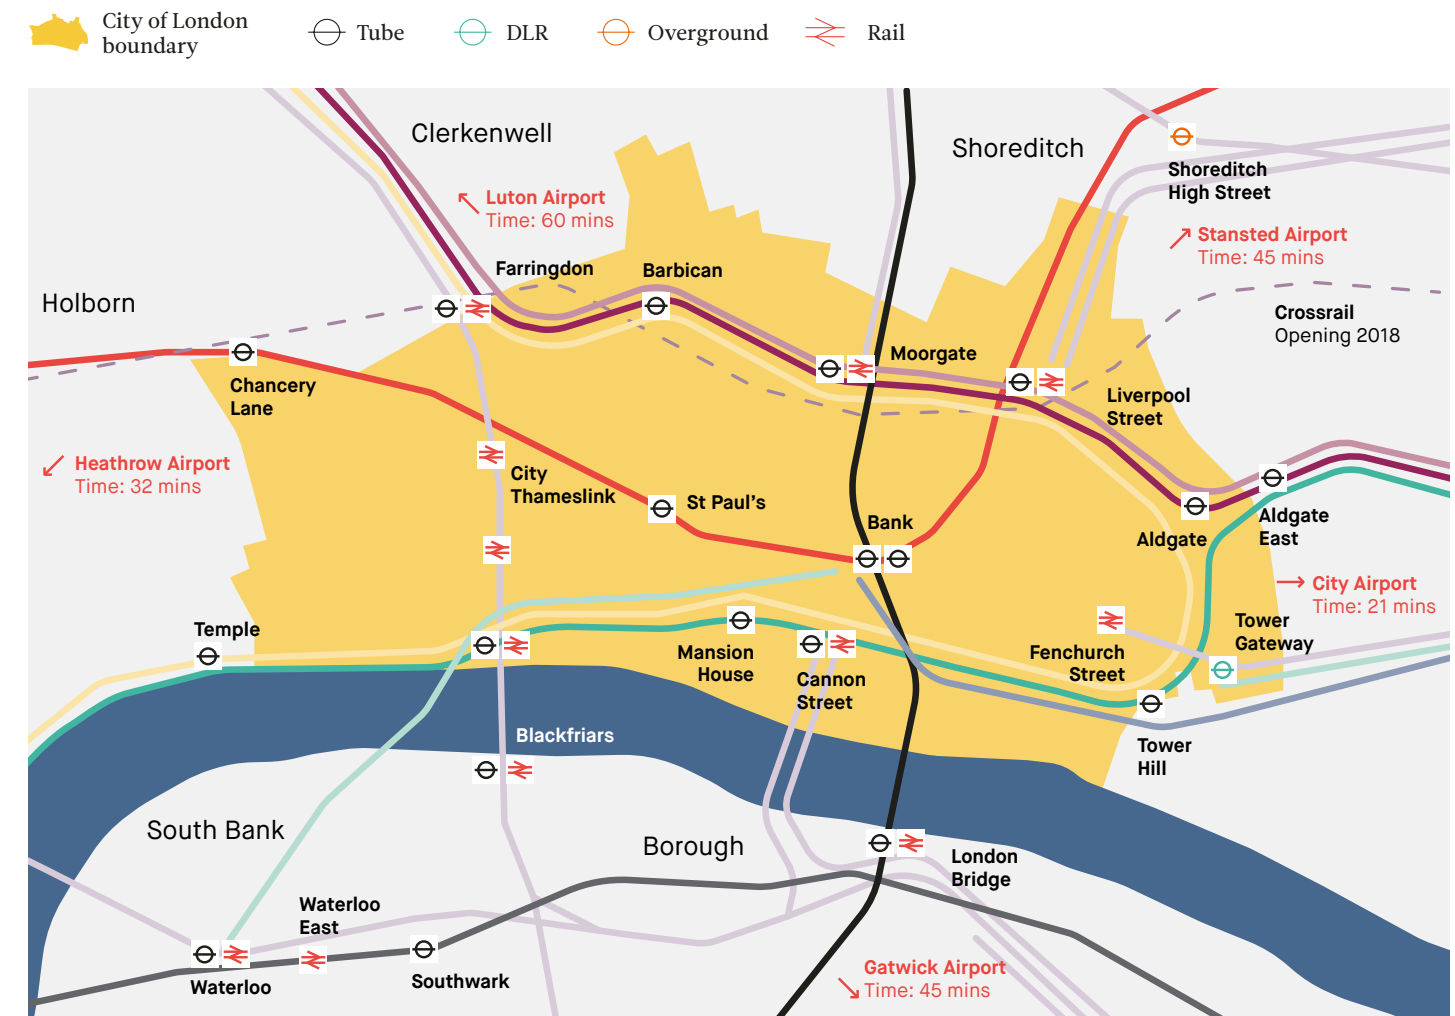 City of London
boundary
Tube
DLR
Overground
Rail
Clerkenwell
Shoreditch
Shoreditch
High Street
Luton Airport
Time: 60 mins
Stansted Airport
Time: 45 mins
Farringdon
Barbican
Holborn
Crossrail
Opening 2018
Moorgate
Chancery
Lane
Liverpool
Street
Heathrow Airport
Time: 32 mins
City
Thameslink
St Paul's
Bank
Aldgate
Aldgate
East
City Airport
Time: 21 mins
Temple
Tower
Gateway
Mansion
House
Fenchurch
Street
Cannon
Street
Blackfriars
Tower
Hill
South Bank
Borough
London
Bridge
Waterloo
East
Waterloo
Southwark
Gatwick Airport
Time: 45 mins